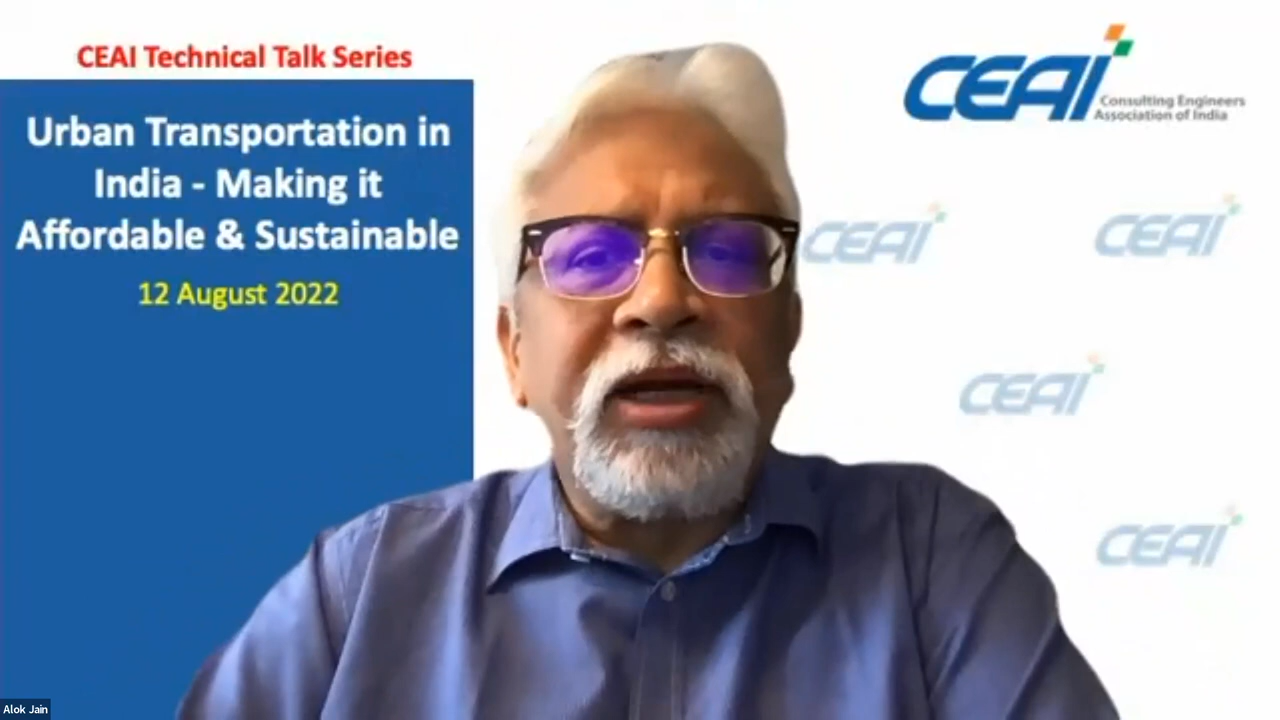 CEAI Technical Talk Series
Urban Transportation in
India - Making it
Affordable & Sustainable
12 August 2022
CEAI
Consulting Engineers
Association of India
CEAI
CEAI
CEAI
CEAI
Alok Jain